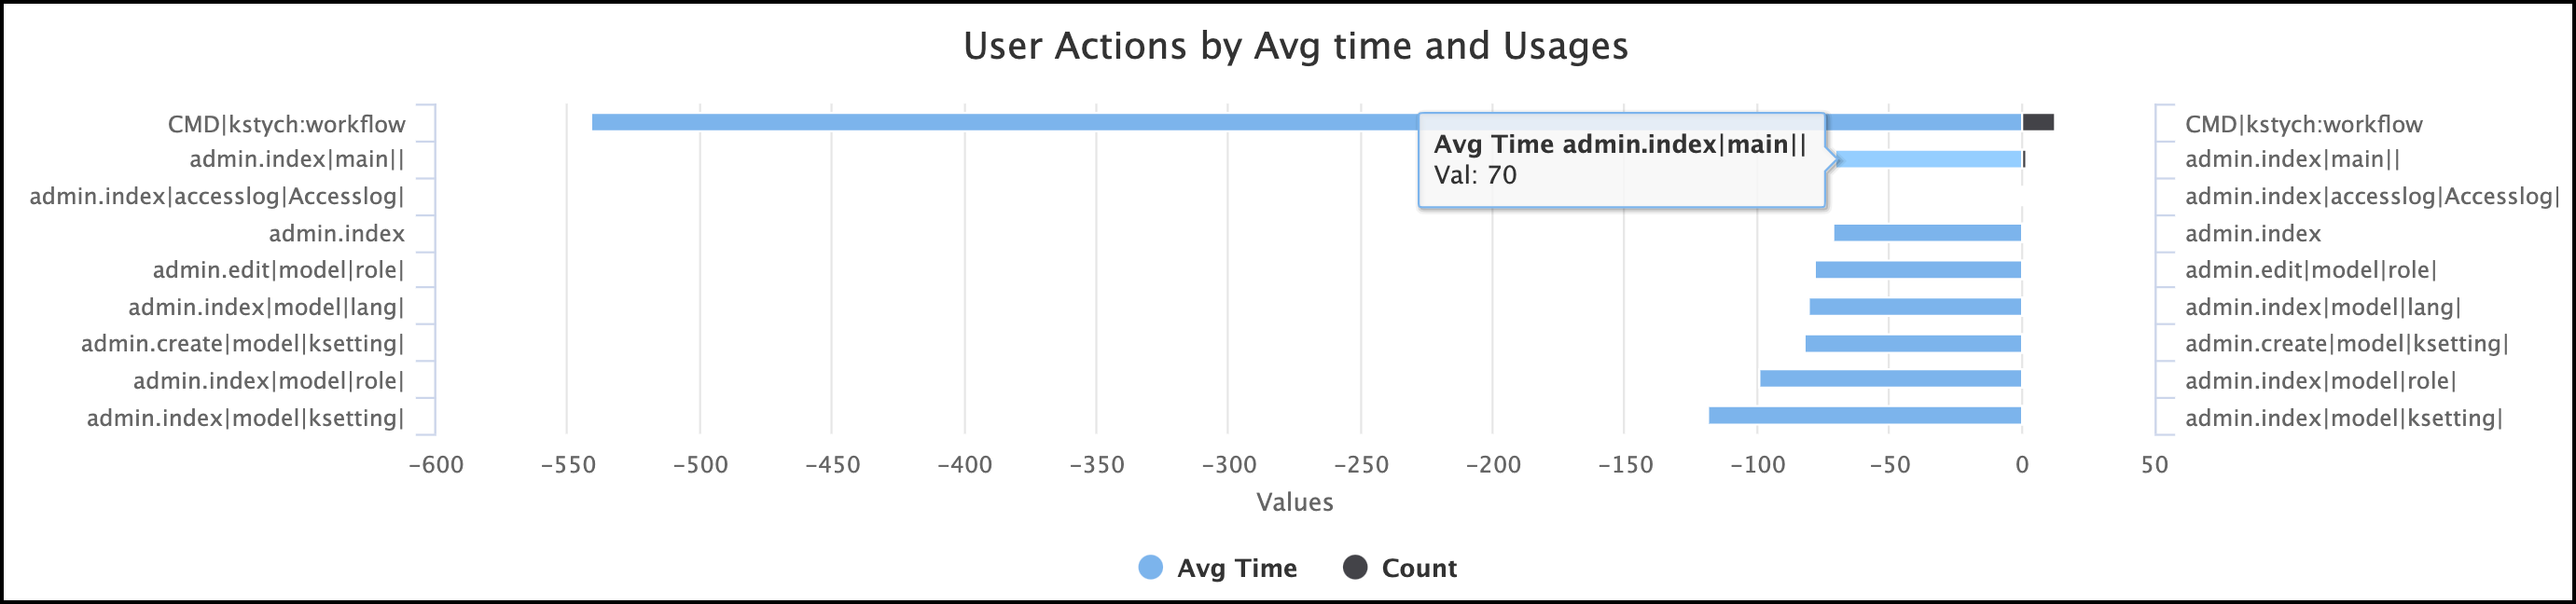 User Actions by Avg time and Usages
CMD|kstych:workflow
admin.index|main||
admin.index|accesslog|Accesslog|
admin.index
admin.edit|model|role|
admin.index|model|lang|
admin.create|model|ksetting|
admin.index|model|role|
admin.index|model|ksetting|
Avg Time admin.index|main||
Val: 70
CMD|kstych:workflow
admin.index|main||
admin.index|accesslog|Accesslog|
admin.index
admin.edit|model|role|
admin.index|model|lang|
admin.create|model|ksetting|
admin.index|model|role|
admin.index|model|ksetting|
-600 -550 -500 -450 -400 -350 -300 -250 -200 -150 -100 -50 0 50
Values
Avg Time Count